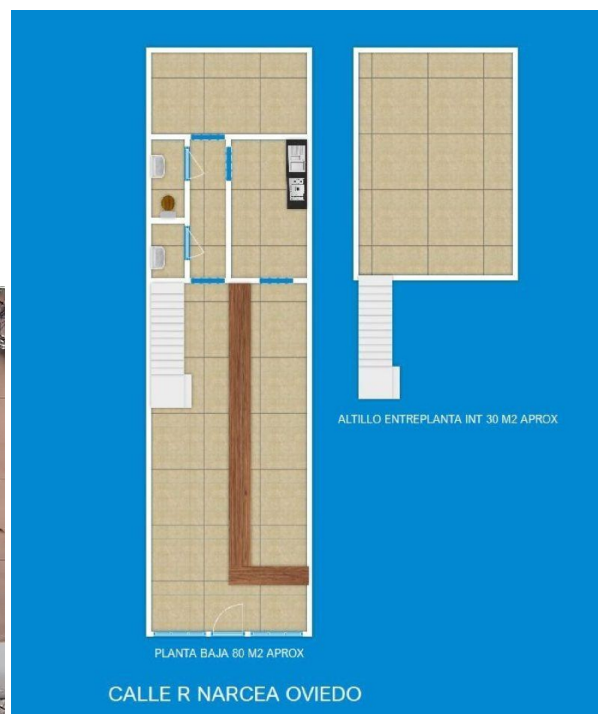 ALTILLO ENTREPLANTA INT 30 M2 APROX
PLANTA BAJA 80 M2 APROX
CALLE R NARCEA OVIEDO